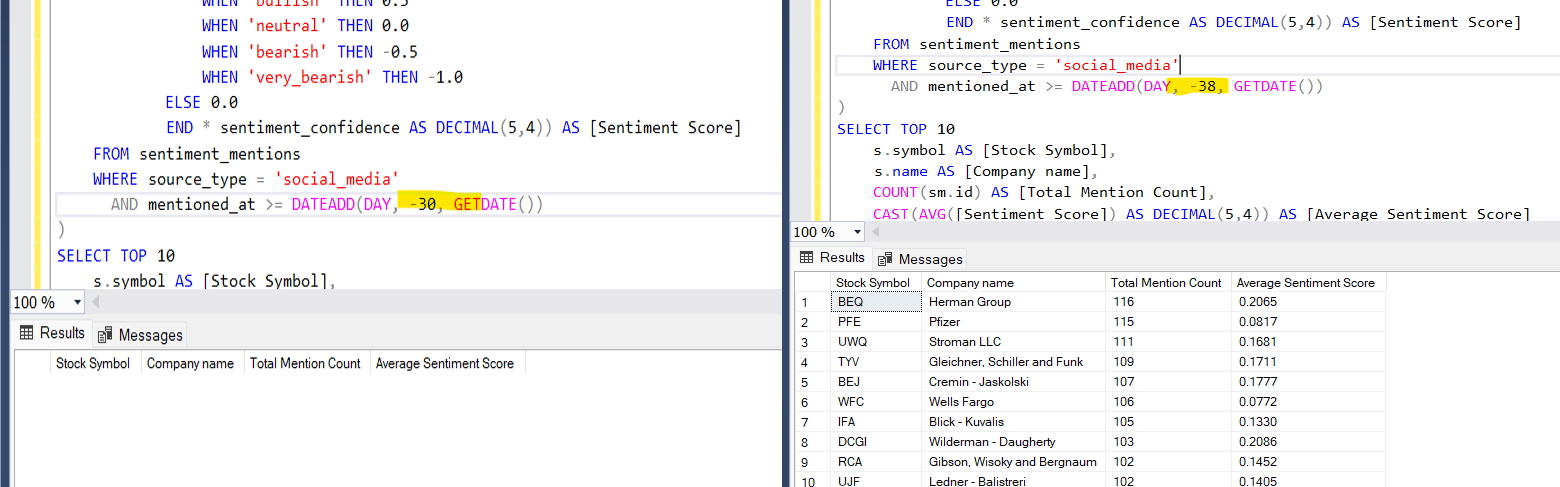 WHEN 'bullish' THEN 0.5
WHEN 'neutral' THEN 0.0
WHEN 'bearish' THEN -0.5
WHEN 'very_bearish' THEN -1.0
ELSE 0.0
END * sentiment_confidence AS DECIMAL(5,4)) AS [Sentiment Score]
FROM sentiment_mentions
WHERE source_type = 'social_media'
AND mentioned_at >= DATEADD(DAY, -30, GETDATE())
)
SELECT TOP 10
s.symbol AS [Stock Symbol],
100 %
Results Messages
Stock Symbol Company name Total Mention Count Average Sentiment Score
ELSE 0.0
END * sentiment_confidence AS DECIMAL(5,4)) AS [Sentiment Score]
FROM sentiment_mentions
WHERE source_type = 'social_media'
AND mentioned_at >= DATEADD(DAY, -38, GETDATE())
)
SELECT TOP 10
s.symbol AS [Stock Symbol],
s.name AS [Company name],
COUNT(sm.id) AS [Total Mention Count],
CAST(AVG([Sentiment Score]) AS DECIMAL(5,4)) AS [Average Sentiment Score]
100 %
Results Messages
Stock Symbol Company name Total Mention Count Average Sentiment Score
1 BEQ Herman Group 116 0.2065
2 PFE Pfizer 115 0.0817
3 UWQ Stroman LLC 111 0.1681
4 TYV Gleichner, Schiller and Funk 109 0.1711
5 BEJ Cremin - Jaskolski 107 0.1777
6 WFC Wells Fargo 106 0.0772
7 IFA Blick - Kuvalis 105 0.1330
8 DCGI Wilderman - Daugherty 103 0.2086
9 RCA Gibson, Wisoky and Bergnaum 102 0.1452
10 UJF Ledner - Balistreri 102 0.1405